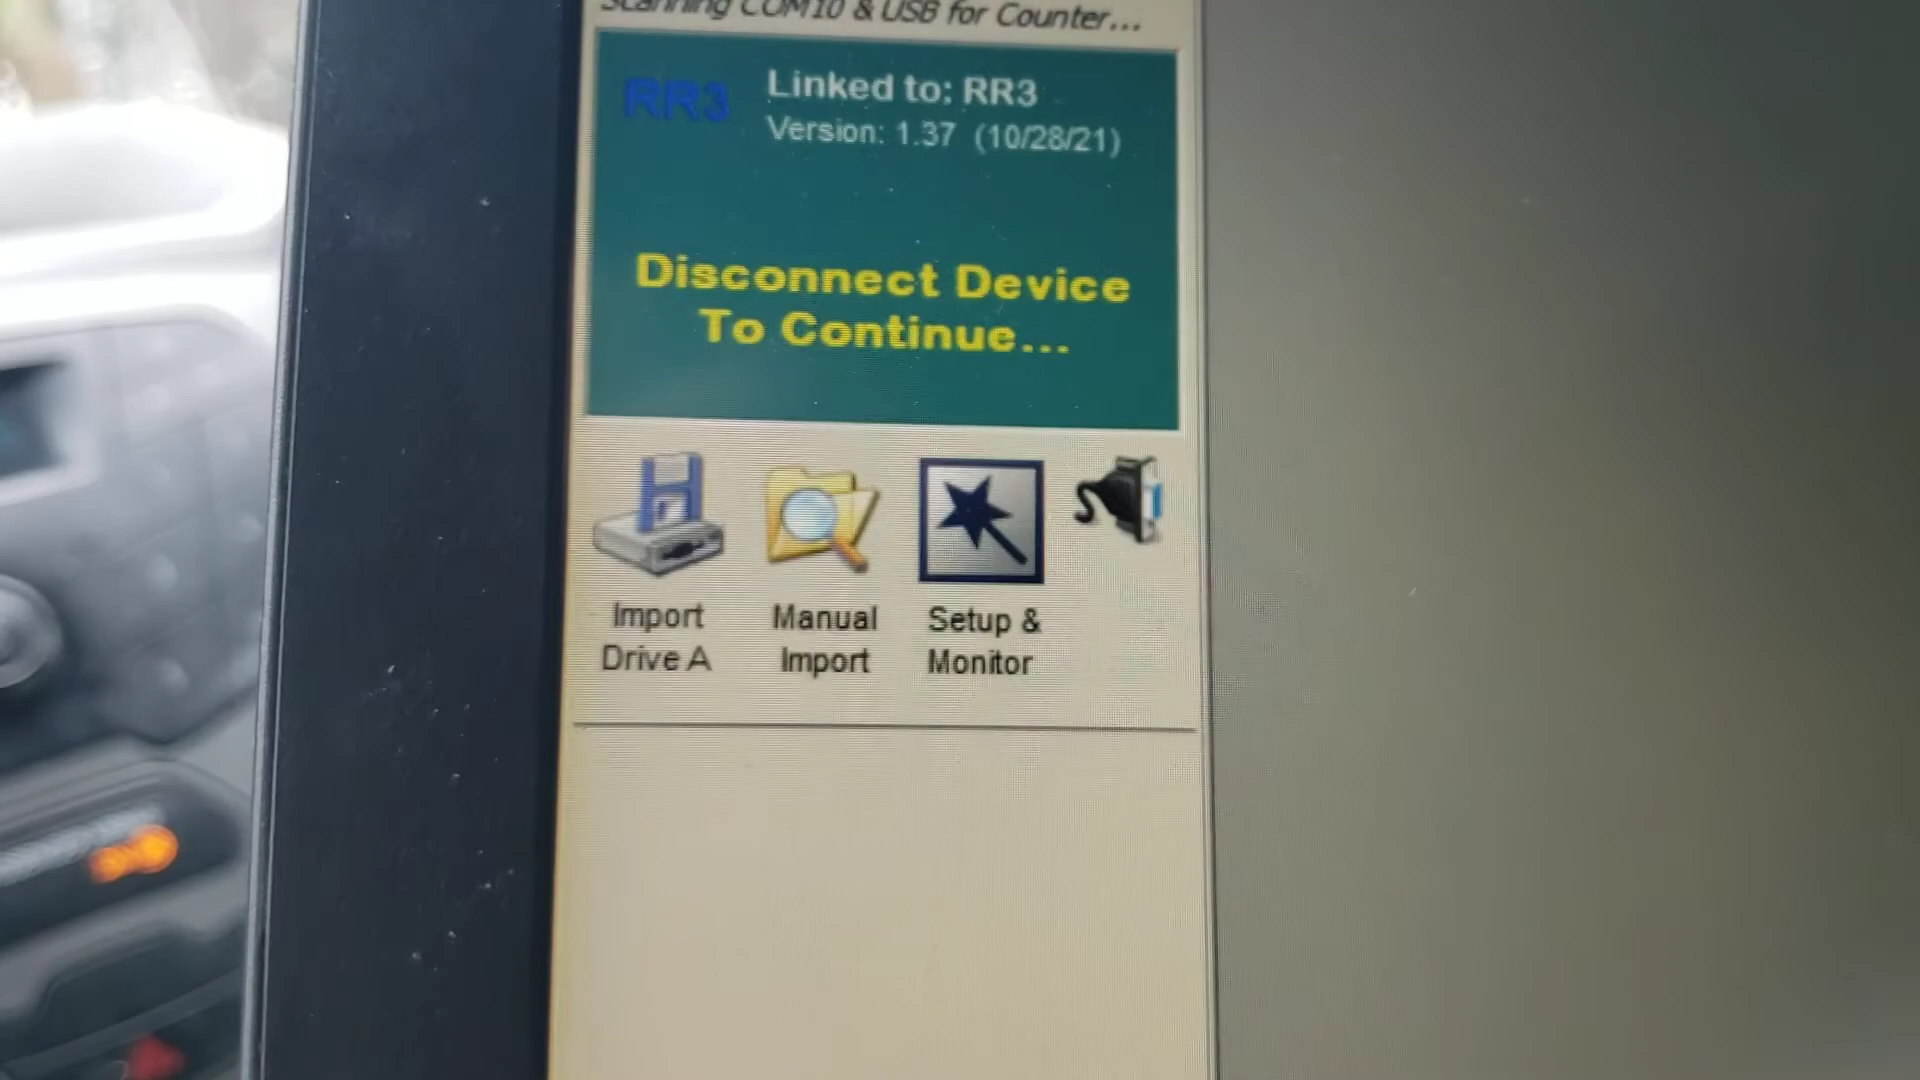 Scanning COM10 & USB for Counter...
RR3
Linked to: RR3
Version: 1.37 (10/28/21)
Disconnect Device
To Continue...
Import
Drive A
Manual
Import
Setup &
Monitor